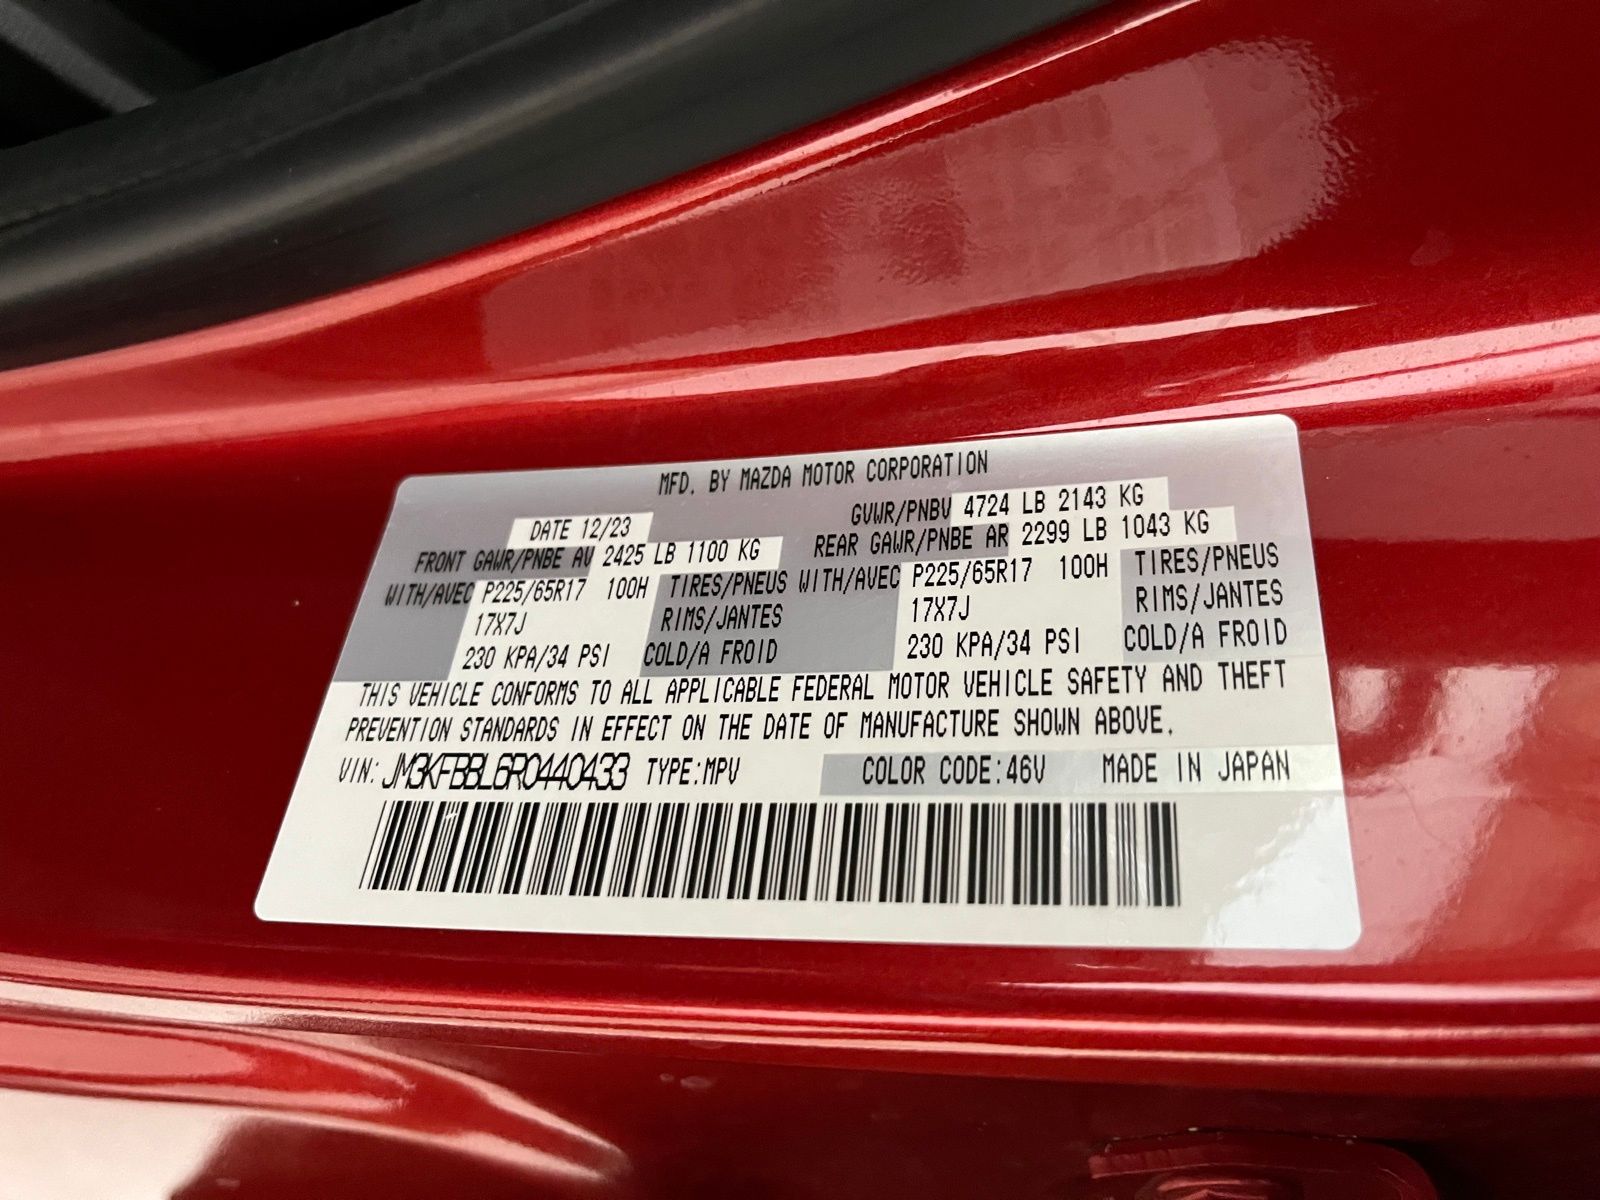 MFD. BY MAZDA MOTOR CORPORATION
DATE 12/23 GVWR/PNBV 4724 LB 2143 KG
FRONT GAWR/PNBE AV 2425 LB 1100 KG REAR GAWR/PNBE AR 2299 LB 1043 KG
WITH/AVEC P225/65R17 100H TIRES/PNEUS WITH/AVEC P225/65R17 100H TIRES/PNEUS
17X7J RIMS/JANTES 17X7J RIMS/JANTES
230 KPA/34 PSI COLD/A FROID 230 KPA/34 PSI COLD/A FROID
THIS VEHICLE CONFORMS TO ALL APPLICABLE FEDERAL MOTOR VEHICLE SAFETY AND THEFT
PREVENTION STANDARDS IN EFFECT ON THE DATE OF MANUFACTURE SHOWN ABOVE.
VIN: JM3KFBBL6R0440433 TYPE:MPV COLOR CODE:46V MADE IN JAPAN